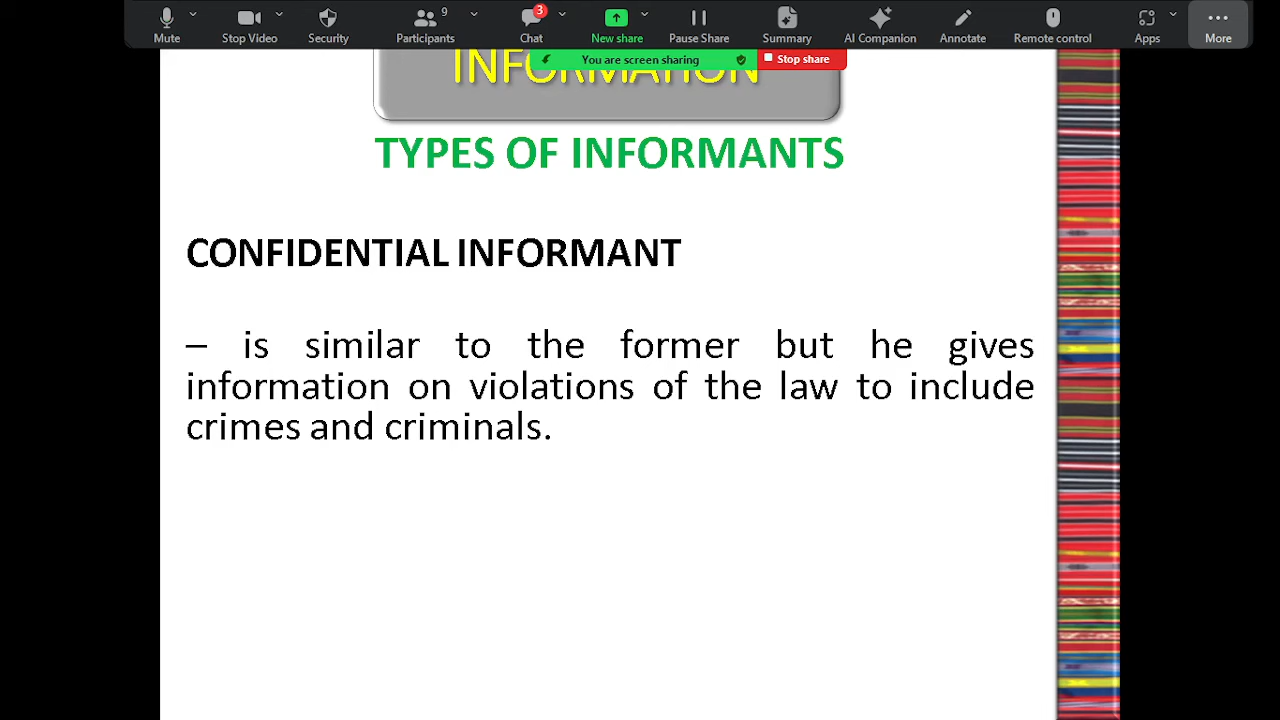 Mute
Stop Video
Security
9
Participants
3
Chat
New share
Pause Share
Summary
AI Companion
Annotate
Remote control
Apps
More
You are screen sharing
Stop share
INFORMATION
TYPES OF INFORMANTS
CONFIDENTIAL INFORMANT
– is similar to the former but he gives
information on violations of the law to include
crimes and criminals.